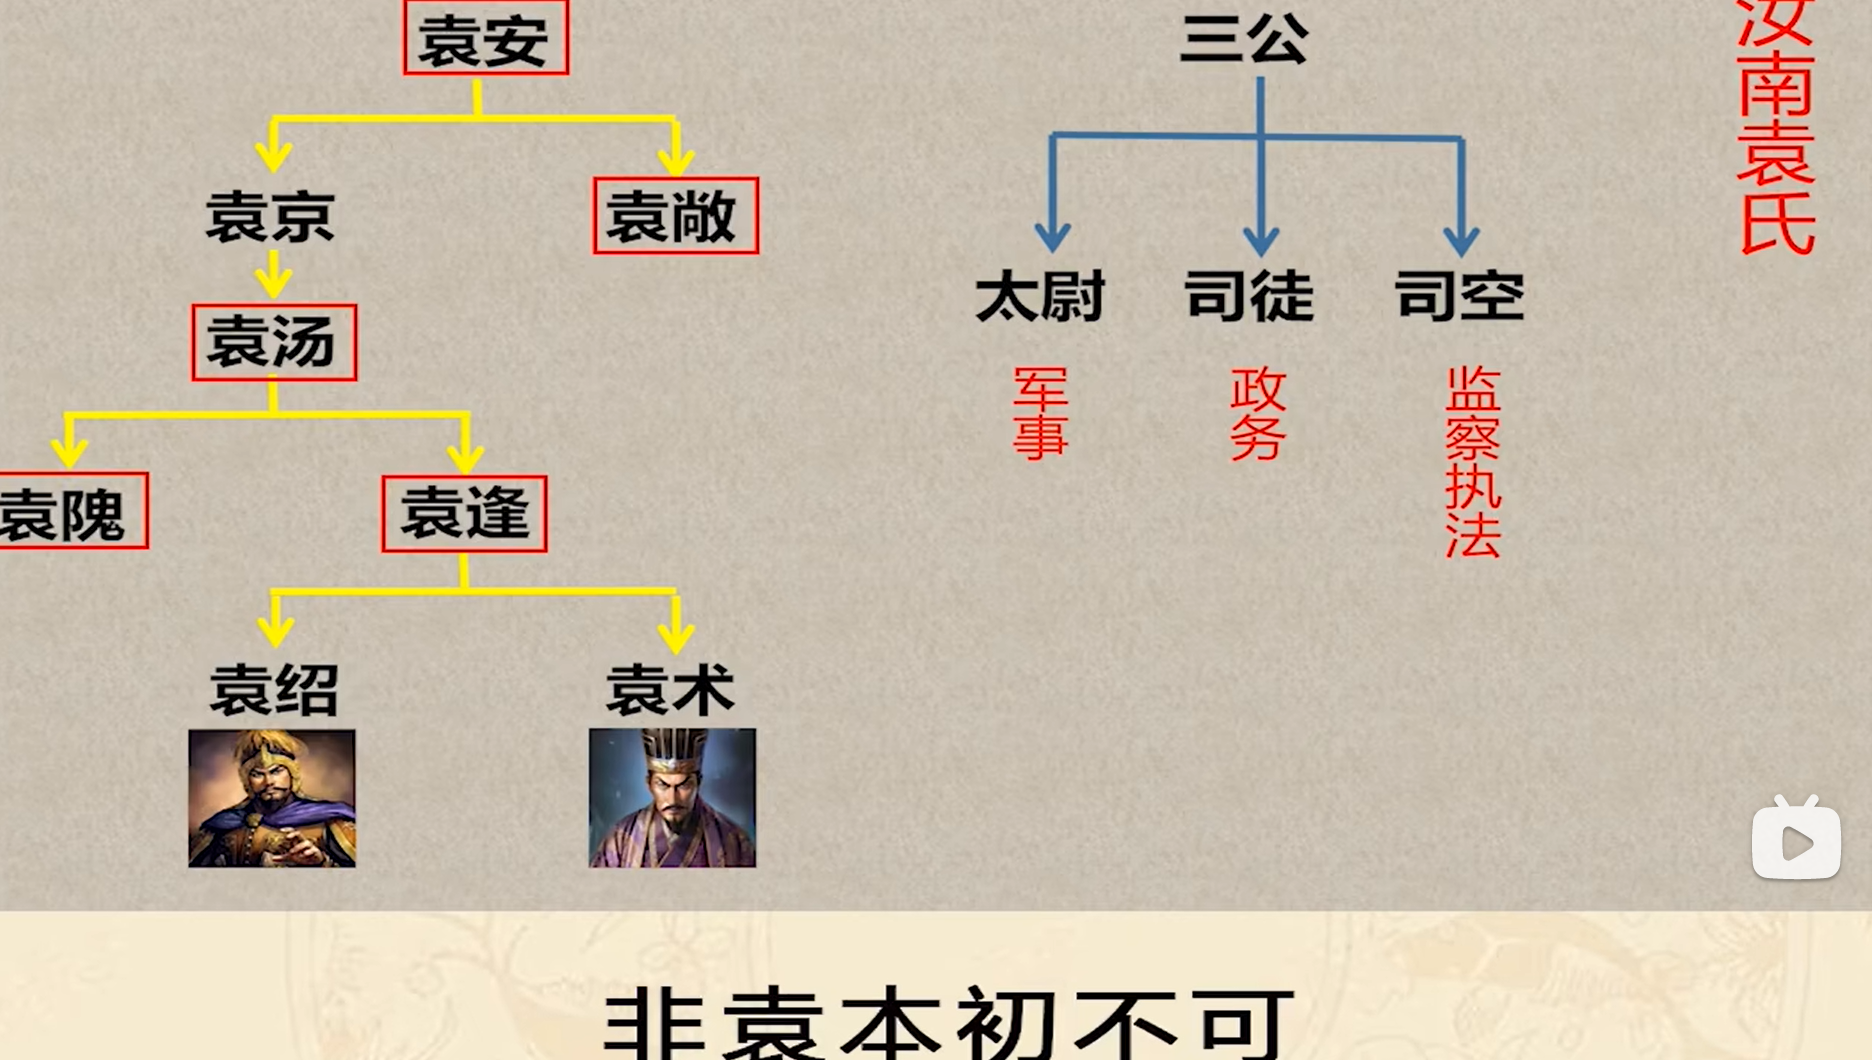 袁安
三公
汝南袁氏
袁京
袁敞
袁汤
太尉
司徒
司空
军事
政务
监察执法
袁隗
袁逢
袁绍
袁术
非袁本初不可